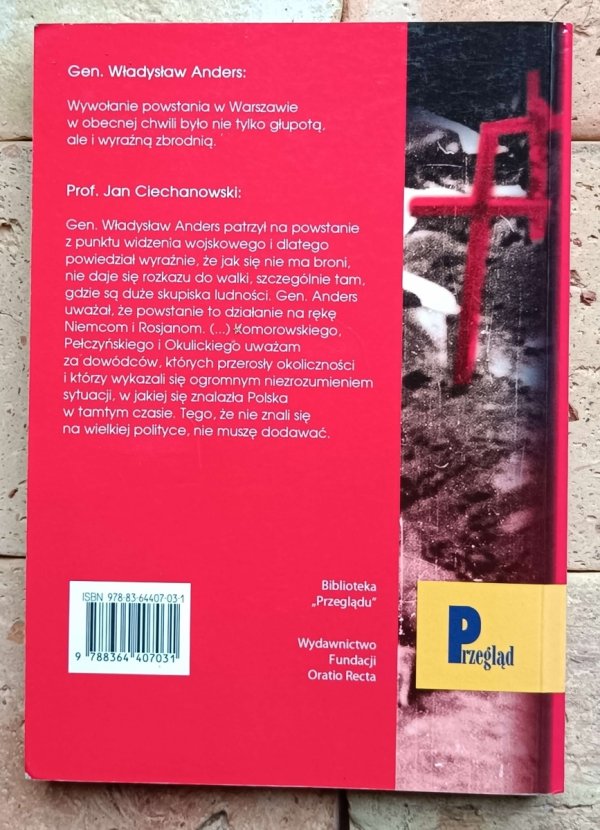 Gen. Władysław Anders:
Wywołanie powstania w Warszawie
w obecnej chwili było nie tylko głupotą,
ale i wyraźną zbrodnią.
Prof. Jan Ciechanowski:
Gen. Władysław Anders patrzył na powstanie
z punktu widzenia wojskowego i dlatego
powiedział wyraźnie, że jak się nie ma broni,
nie daje się rozkazu do walki, szczególnie tam,
gdzie są duże skupiska ludności. Gen. Anders
uważał, że powstanie to działanie na rękę
Niemcom i Rosjanom. (...) Komorowskiego,
Pełczyńskiego i Okulickiego uważam
za dowódców, których przerosły okoliczności
i którzy wykazali się ogromnym niezrozumieniem
sytuacji, w jakiej się znalazła Polska
w tamtym czasie. Tego, że nie znali się
na wielkiej polityce, nie muszę dodawać.
ISBN 978-83-64407-03-1
9 788364 407031
Biblioteka
„Przeglądu"
Wydawnictwo
Fundacji
Oratio Recta
Przegląd